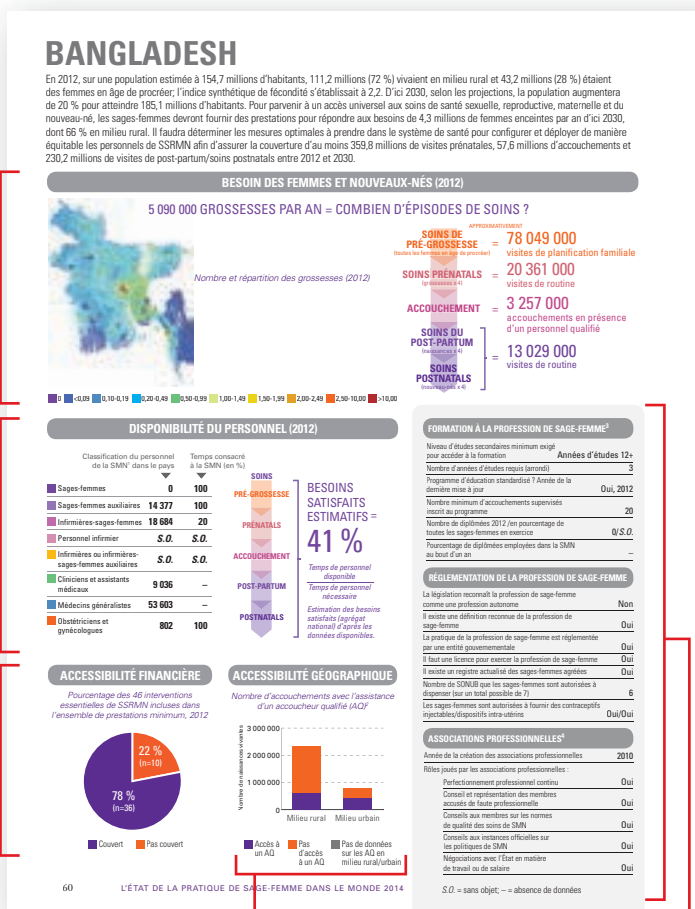 BANGLADESH
En 2012, sur une population estimée à 154,7 millions d'habitants, 111,2 millions (72 %) vivaient en milieu rural et 43,2 millions (28 %) étaient
des femmes en âge de procréer; l'indice synthétique de fécondité s'établissait à 2,2. D'ici 2030, selon les projections, la population augmentera
de 20 % pour atteindre 185,1 millions d'habitants. Pour parvenir à un accès universel aux soins de santé sexuelle, reproductive, maternelle et du
nouveau-né, les sages-femmes devront fournir des prestations pour répondre aux besoins de 4,3 millions de femmes enceintes par an d'ici 2030,
dont 66 % en milieu rural. Il faudra déterminer les mesures optimales à prendre dans le système de santé pour configurer et déployer de manière
équitable les personnels de SSRMN afin d'assurer la couverture d'au moins 359,8 millions de visites prénatales, 57,6 millions d'accouchements et
230,2 millions de visites de post-partum/soins postnatals entre 2012 et 2030.
BESOIN DES FEMMES ET NOUVEAUX-NÉS (2012)
5 090 000 GROSSESSES PAR AN = COMBIEN D'ÉPISODES DE SOINS ?
Nombre et répartition des grossesses (2012)
0 <0,09 0,10-0,19 0,20-0,49 0,50-0,99 1,00-1,49 1,50-1,99 2,00-2,49 2,50-10,00 >10,00
APPROXIMATIVEMENT
SOINS DE
PRÉ-GROSSESSE
(toutes les femmes en âge de procréer)
= 78 049 000
visites de planification familiale
SOINS PRÉNATALS
(grossesses x 4)
= 20 361 000
visites de routine
ACCOUCHEMENT
= 3 257 000
accouchements en présence
d'un personnel qualifié
SOINS DU
POST-PARTUM
(naissances x 4)
SOINS
POSTNATALS
(nouveau-nés x 4)
= 13 029 000
visites de routine
DISPONIBILITÉ DU PERSONNEL (2012)
Classification du personnel
de la SMN¹ dans le pays
Temps consacré
à la SMN (en %)
Sages-femmes 0 100
Sages-femmes auxiliaires 14 377 100
Infirmières-sages-femmes 18 684 20
Personnel infirmier S.O. S.O.
Infirmières ou infirmières-
sages-femmes auxiliaires S.O. S.O.
Cliniciens et assistants
médicaux 9 036 –
Médecins généralistes 53 603 –
Obstétriciens et
gynécologues 802 100
SOINS
PRÉ-GROSSESSE
PRÉNATALS
ACCOUCHEMENT
POST-PARTUM
POSTNATALS
BESOINS
SATISFAITS
ESTIMATIFS =
41 %
Temps de personnel
disponible
Temps de personnel
nécessaire
Estimation des besoins
satisfaits (agrégat
national) d'après les
données disponibles.
ACCESSIBILITÉ FINANCIÈRE
Pourcentage des 46 interventions
essentielles de SSRMN incluses dans
l'ensemble de prestations minimum, 2012
22 %
(n=10)
78 %
(n=36)
Couvert Pas couvert
ACCESSIBILITÉ GÉOGRAPHIQUE
Nombre d'accouchements avec l'assistance
d'un accoucheur qualifié (AQ)²
Nombre de naissances vivantes
3 000 000
2 000 000
1 000 000
0
Milieu rural Milieu urbain
Accès à
un AQ
Pas
d'accès
à un AQ
Pas de données
sur les AQ en
milieu rural/urbain
FORMATION À LA PROFESSION DE SAGE-FEMME³
Niveau d'études secondaires minimum exigé
pour accéder à la formation Années d'études 12+
Nombre d'années d'études requis (arrondi) 3
Programme d'éducation standardisé ? Année de la
dernière mise à jour Oui, 2012
Nombre minimum d'accouchements supervisés
inscrit au programme 20
Nombre de diplômées 2012 /en pourcentage de
toutes les sages-femmes en exercice 0/S.O.
Pourcentage de diplômées employées dans la SMN
au bout d'un an –
RÉGLEMENTATION DE LA PROFESSION DE SAGE-FEMME
La législation reconnaît la profession de sage-femme
comme une profession autonome Non
Il existe une définition reconnue de la profession de
sage-femme Oui
La pratique de la profession de sage-femme est réglementée
par une entité gouvernementale Oui
Il faut une licence pour exercer la profession de sage-femme Oui
Il existe un registre actualisé des sages-femmes agréées Oui
Nombre de SONUB que les sages-femmes sont autorisées à
dispenser (sur un total possible de 7) 6
Les sages-femmes sont autorisées à fournir des contraceptifs
injectables/dispositifs intra-utérins Oui/Oui
ASSOCIATIONS PROFESSIONNELLES⁴
Année de la création des associations professionnelles 2010
Rôles joués par les associations professionnelles :
Perfectionnement professionnel continu Oui
Conseil et représentation des membres
accusés de faute professionnelle Oui
Conseils aux membres sur les normes
de qualité des soins de SMN Oui
Conseils aux instances officielles sur
les politiques de SMN Oui
Négociations avec l'État en matière
de travail ou de salaire Oui
S.O. = sans objet; – = absence de données
60 L'ÉTAT DE LA PRATIQUE DE SAGE-FEMME DANS LE MONDE 2014